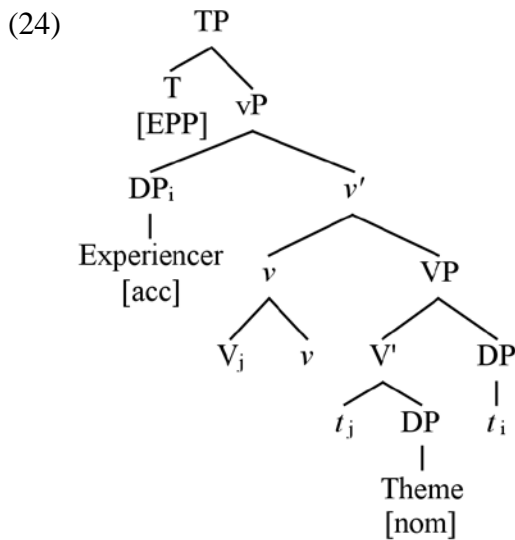 (24)
TP
T
vP
[EPP]
DPi
v'
Experiencer
[acc]
v
VP
Vj
v
V'
DP
tj
DP
ti
Theme
[nom]